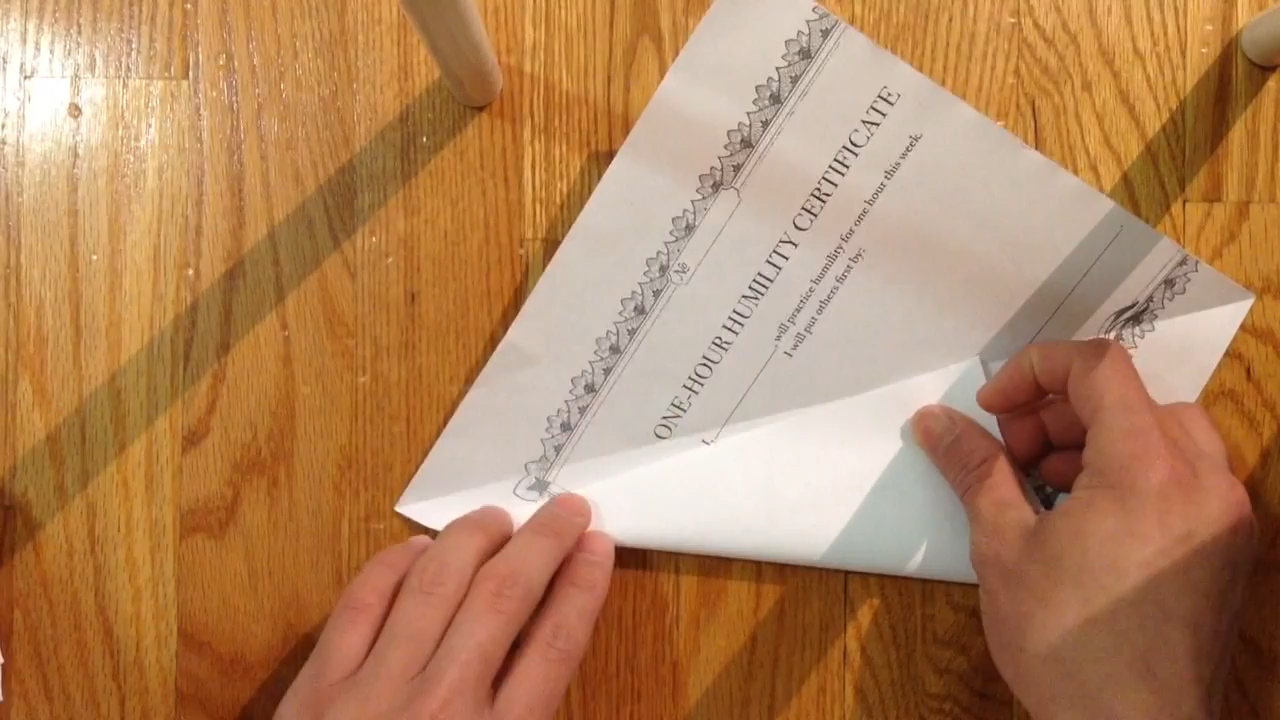 №
ONE-HOUR HUMILITY CERTIFICATE
I, will practice humility for one hour this week.
I will put others first by: